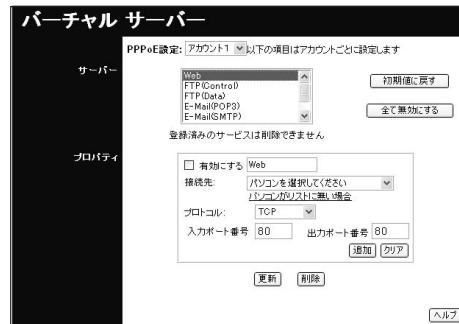 バーチャル サーバー
PPPoE設定: アカウント1 以下の項目はアカウントごとに設定します
サーバー
Web
FTP(Control)
FTP(Data)
E-Mail(POP3)
E-Mail(SMTP)
初期値に戻す
全て無効にする
登録済みのサービスは削除できません
プロパティ
有効にする Web
接続先: パソコンを選択してください
パソコンがリストに無い場合
プロトコル: TCP
入力ポート番号 80 出力ポート番号 80
追加 クリア
更新 削除
ヘルプ